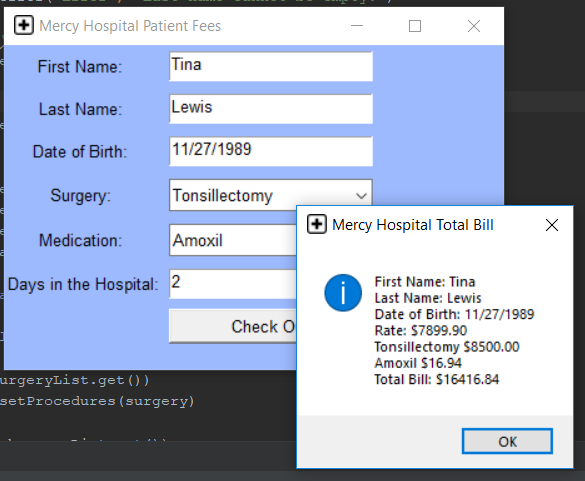 Mercy Hospital Patient Fees
First Name: Tina
Last Name: Lewis
Date of Birth: 11/27/1989
Surgery: Tonsillectomy
Medication: Amoxil
Days in the Hospital: 2
Check O
Mercy Hospital Total Bill
First Name: Tina
Last Name: Lewis
Date of Birth: 11/27/1989
Rate: $7899.90
Tonsillectomy $8500.00
Amoxil $16.94
Total Bill: $16416.84
OK
urgeryList.get())
setProcedures(surgery)